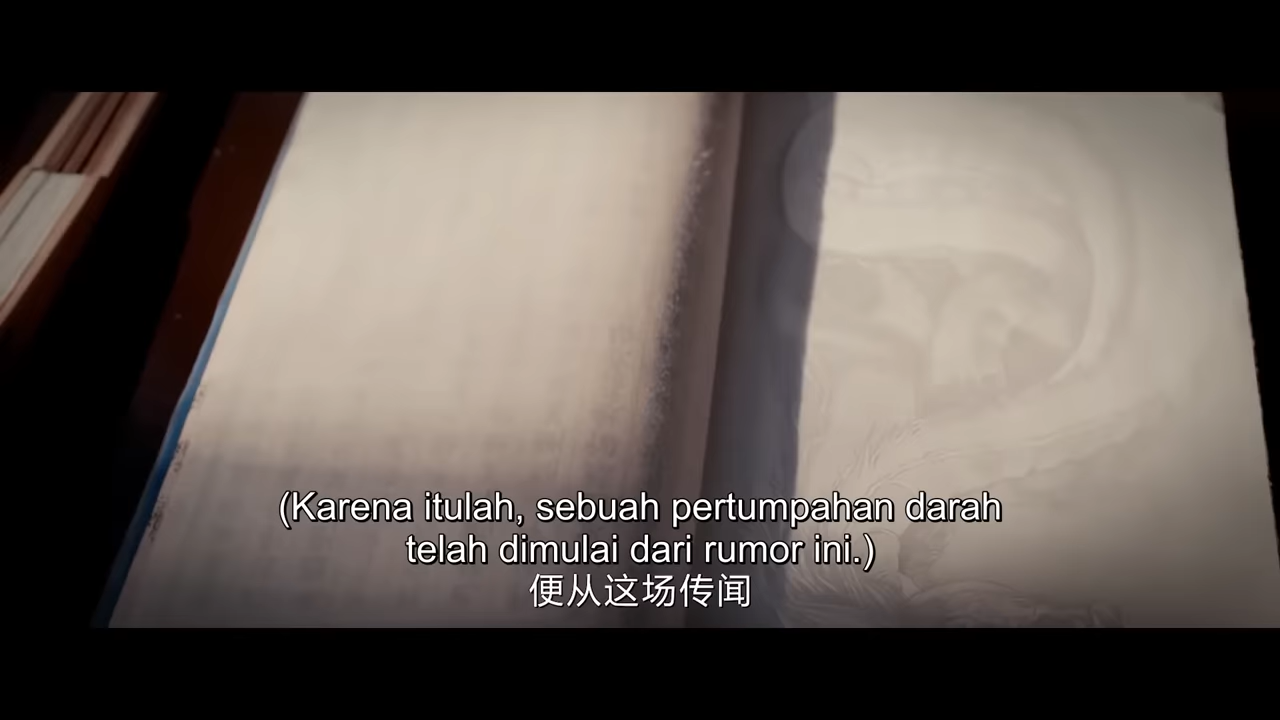 (Karena itulah, sebuah pertumpahan darah
telah dimulai dari rumor ini.)
便从这场传闻